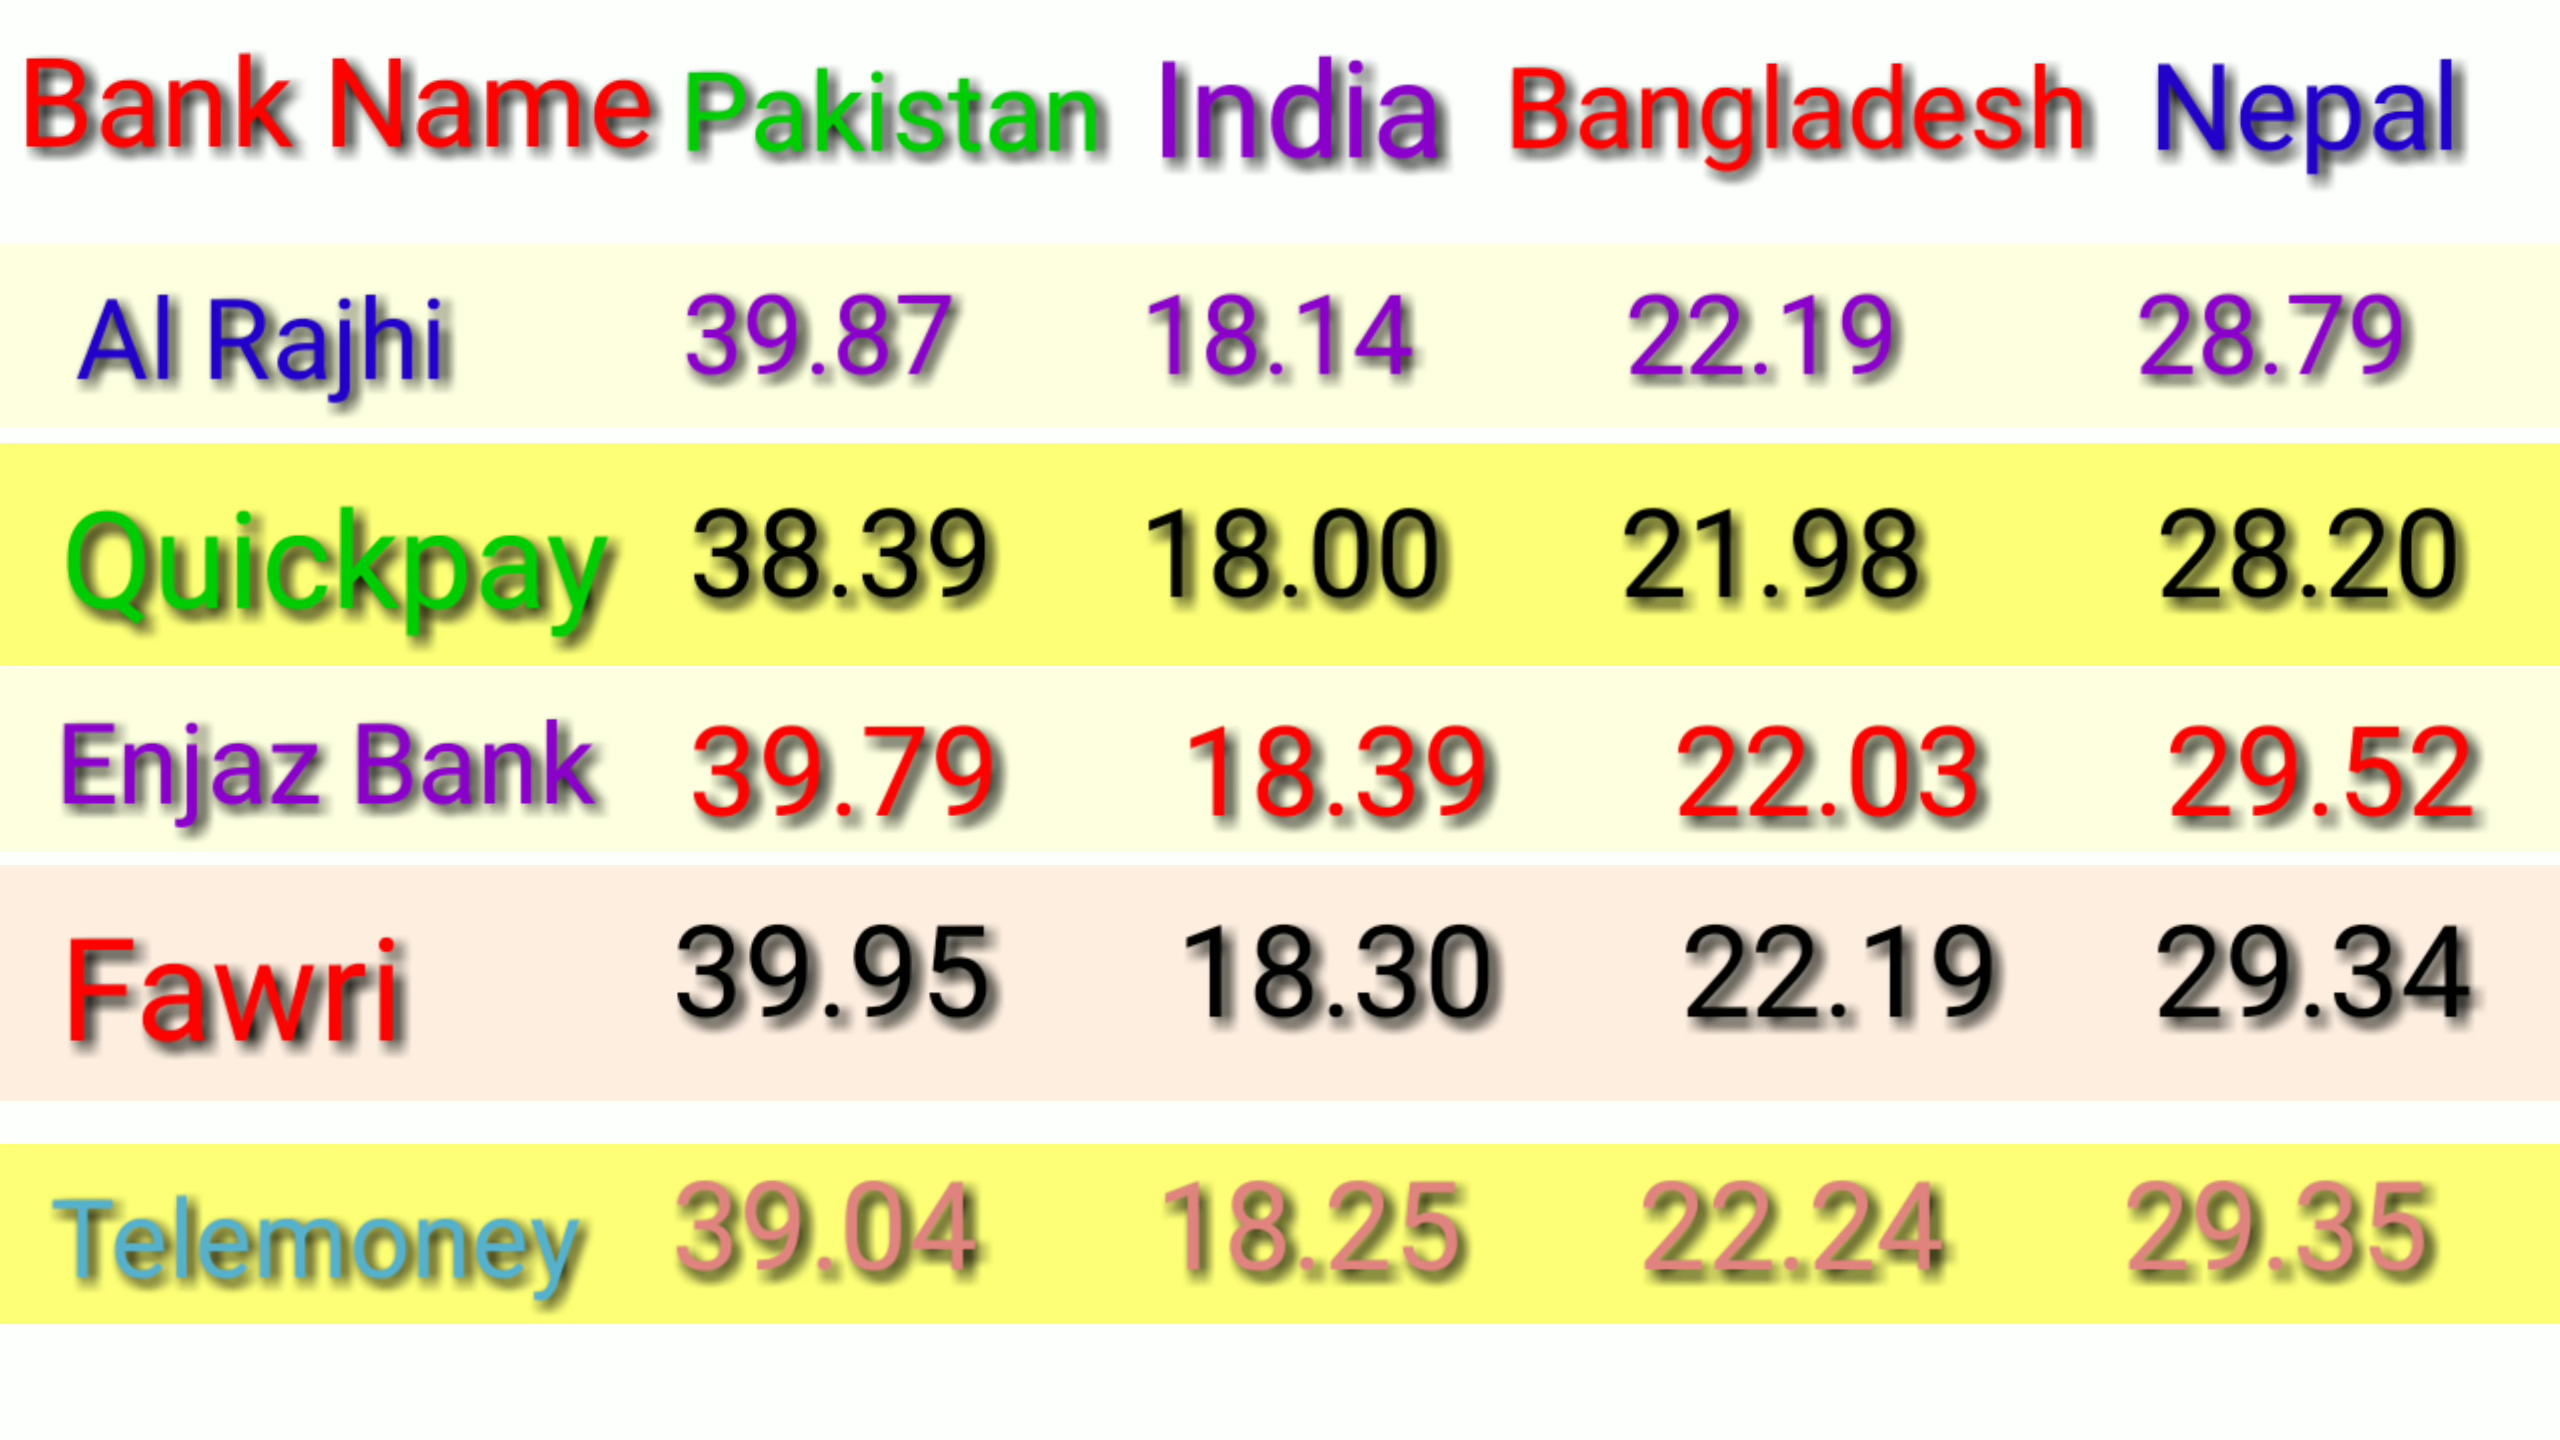 Bank Name Pakistan India Bangladesh Nepal
Al Rajhi 39.87 18.14 22.19 28.79
Quickpay 38.39 18.00 21.98 28.20
Enjaz Bank 39.79 18.39 22.03 29.52
Fawri 39.95 18.30 22.19 29.34
Telemoney 39.04 18.25 22.24 29.35